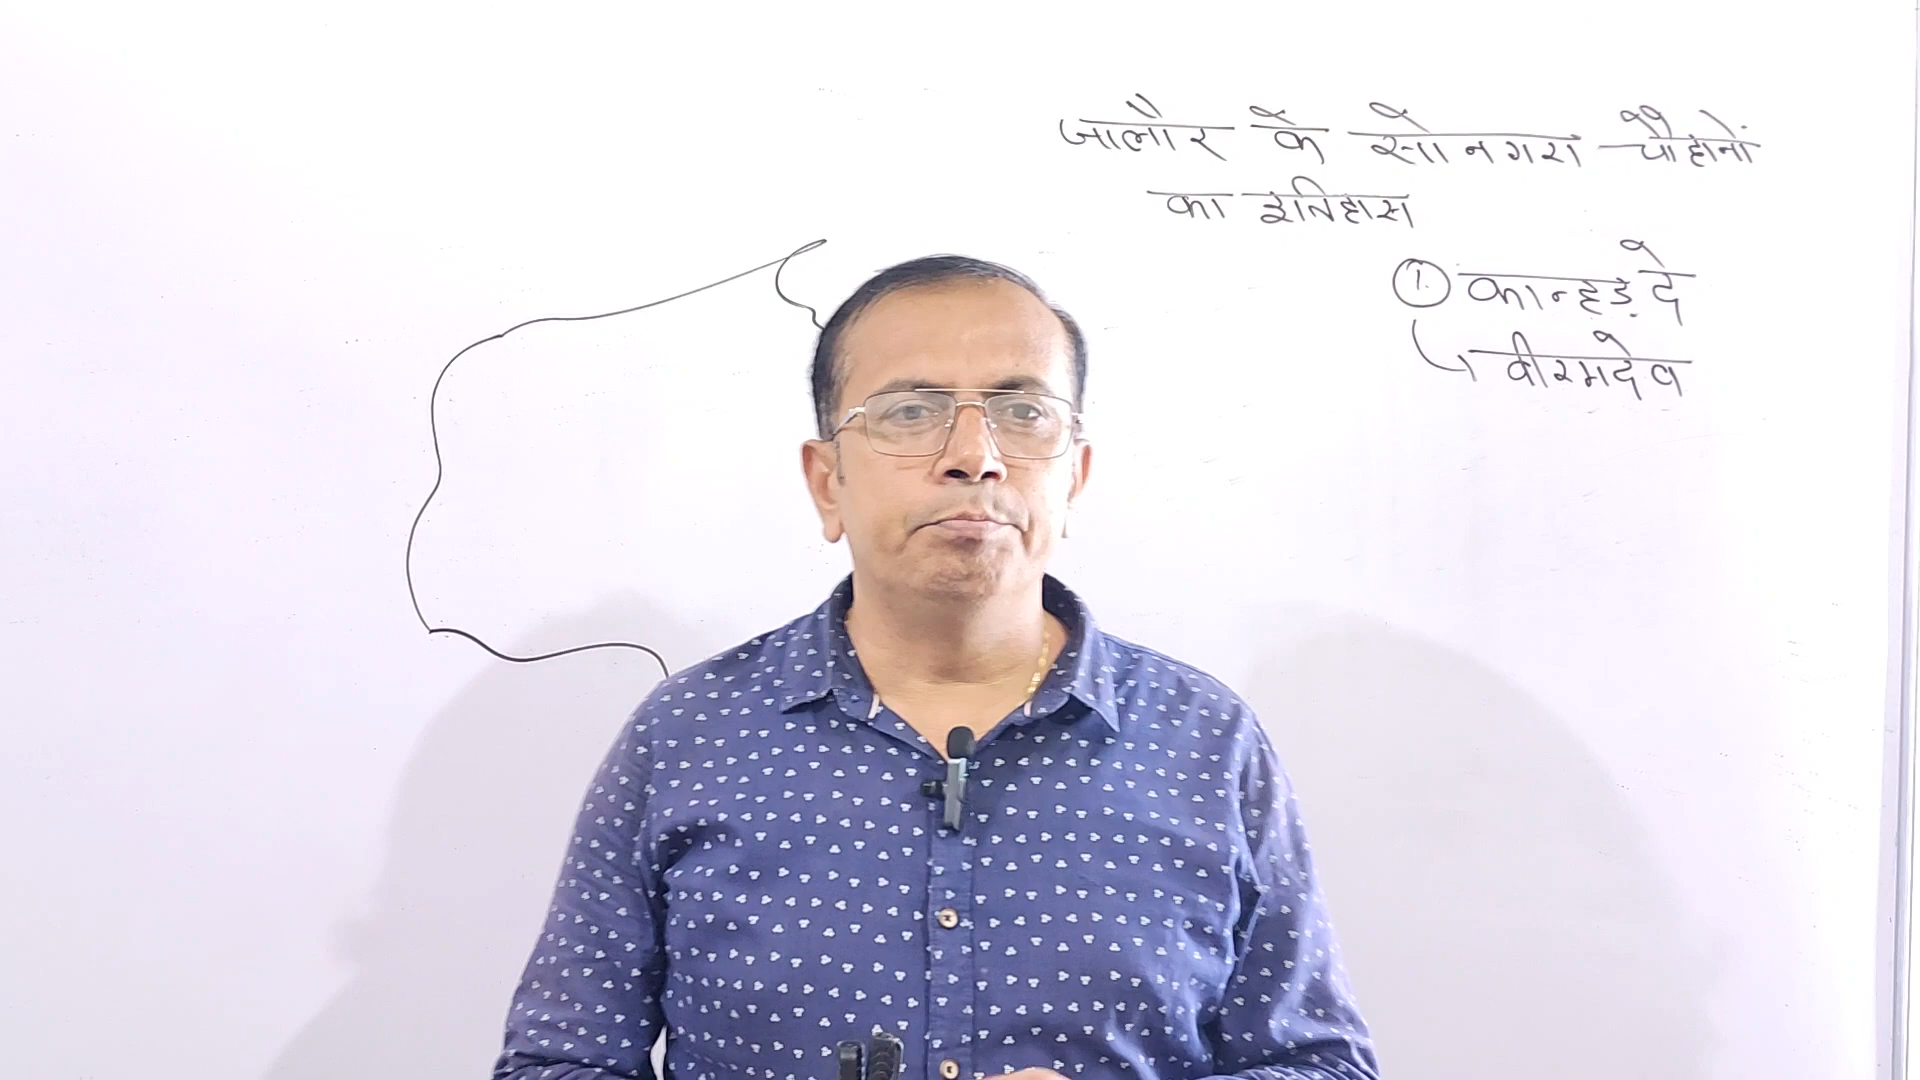 जालौर के सोनगरा चौहानों
का इतिहास
1. कान्हड़ दे
वीरमदेव